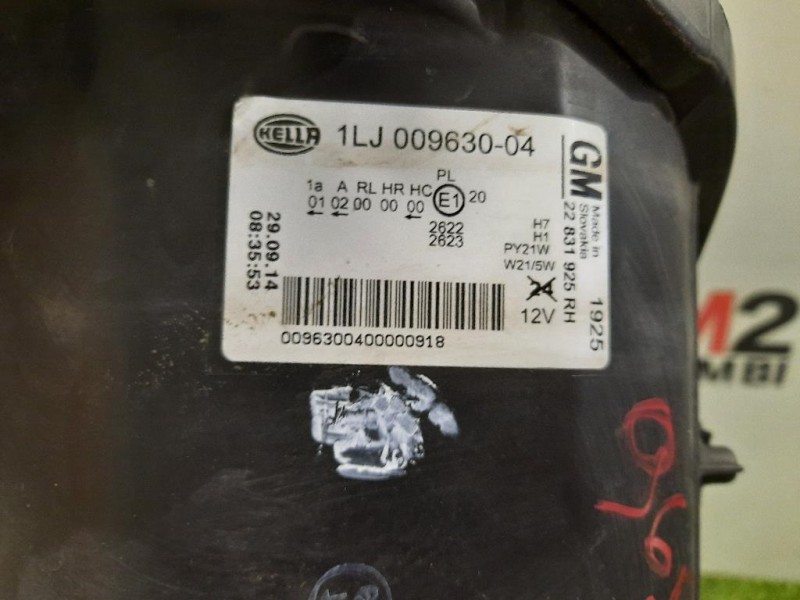 HELLA
1LJ 009630-04
PL
1a A RL HR HC
01 02 00 00 00 E1 20
2622
2623
H7
H1
PY21W
W21/5W
24
12V
29.09.14
08:35:53
0096300400000918
GM
Made in
Slovakia
22 831 925 RH
1925
M2
MBI